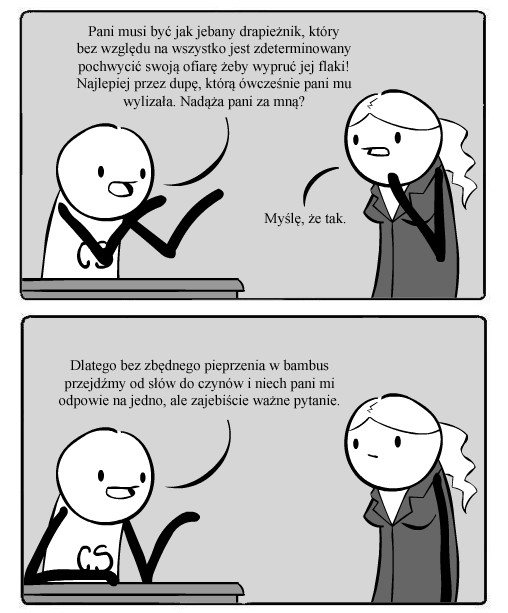 Pani musi być jak jebany drapieżnik, który
bez względu na wszystko jest zdeterminowany
pochwycić swoją ofiarę żeby wypruć jej flaki!
Najlepiej przez dupę, którą ówcześnie pani mu
wylizała. Nadąża pani za mną?
Myślę, że tak.
CS
Dlatego bez zbędnego pieprzenia w bambus
przejdźmy od słów do czynów i niech pani mi
odpowie na jedno, ale zajebiście ważne pytanie.
CS